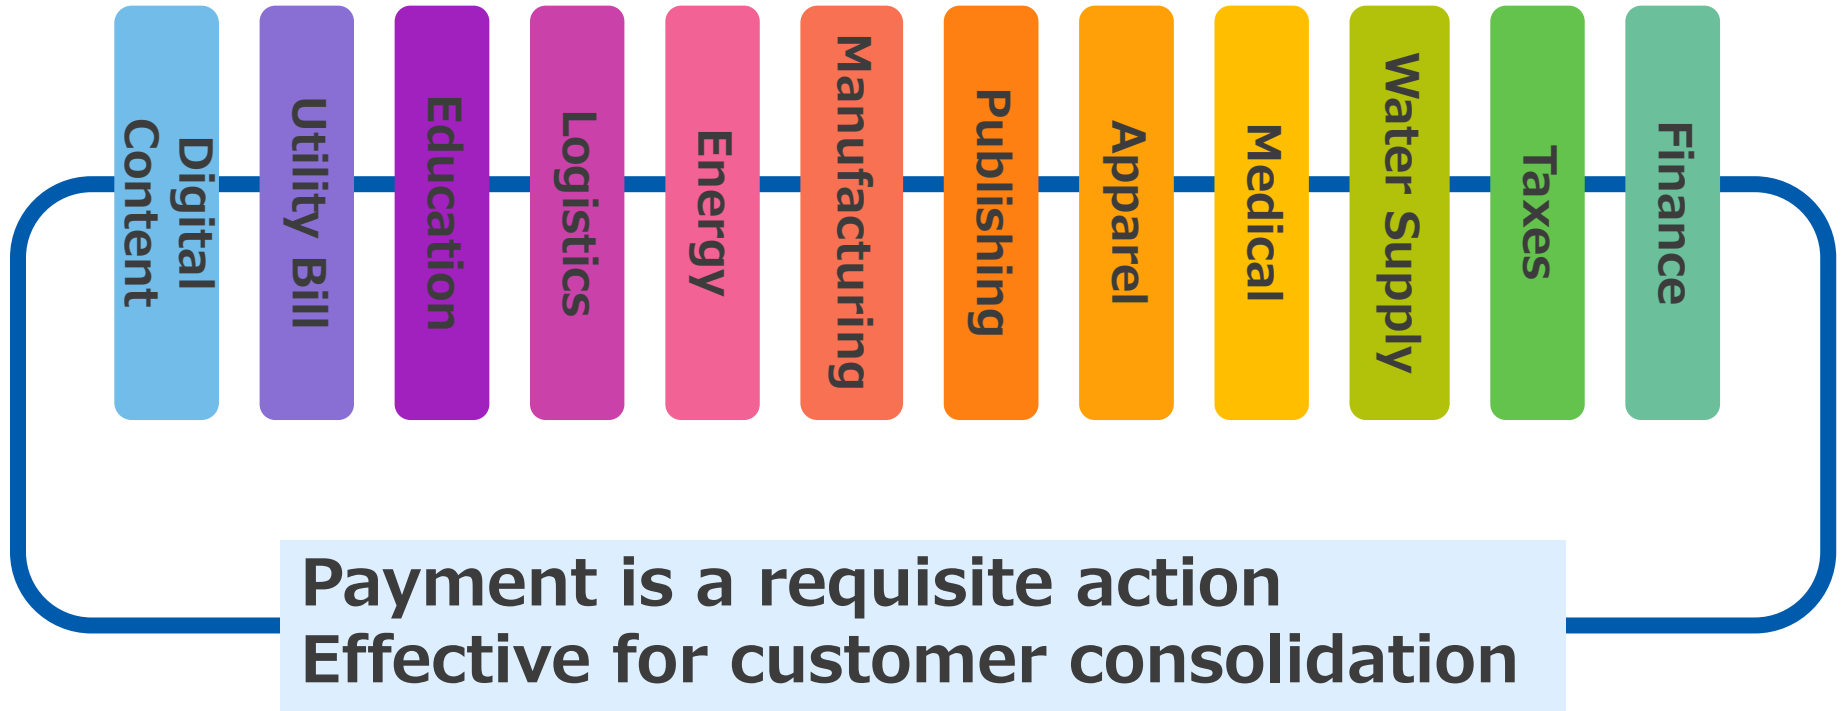 Digital
Content
Utility Bill
Education
Logistics
Energy
Manufacturing
Publishing
Apparel
Medical
Water Supply
Taxes
Finance
Payment is a requisite action
Effective for customer consolidation